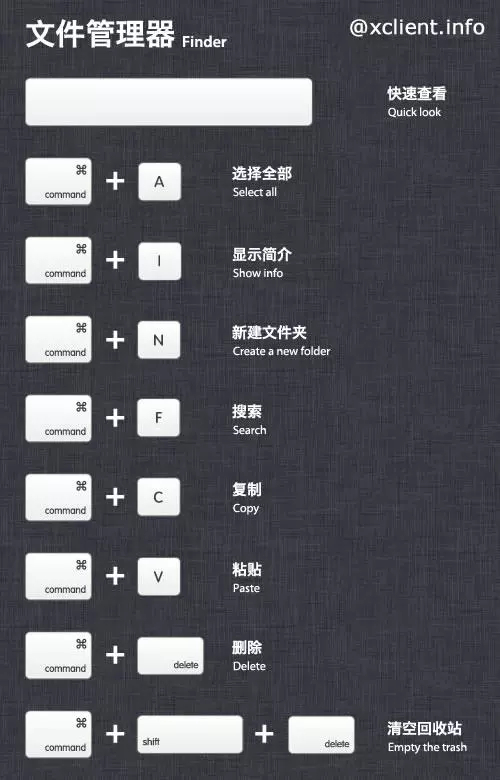 文件管理器 Finder
@xclient.info
快速查看
Quick look
⌘
command
+
A
选择全部
Select all
⌘
command
+
I
显示简介
Show info
⌘
command
+
N
新建文件夹
Create a new folder
⌘
command
+
F
搜索
Search
⌘
command
+
C
复制
Copy
⌘
command
+
V
粘贴
Paste
⌘
command
+
delete
删除
Delete
⌘
command
+
shift
+
delete
清空回收站
Empty the trash